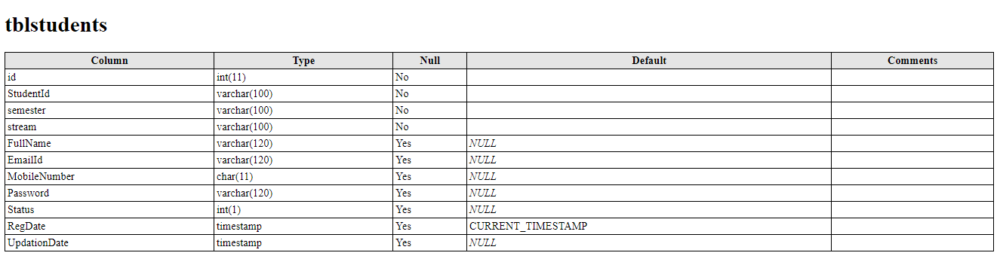 tblstudents
Column Type Null Default Comments
id int(11) No
StudentId varchar(100) No
semester varchar(100) No
stream varchar(100) No
FullName varchar(120) Yes NULL
EmailId varchar(120) Yes NULL
MobileNumber char(11) Yes NULL
Password varchar(120) Yes NULL
Status int(1) Yes NULL
RegDate timestamp Yes CURRENT_TIMESTAMP
UpdationDate timestamp Yes NULL